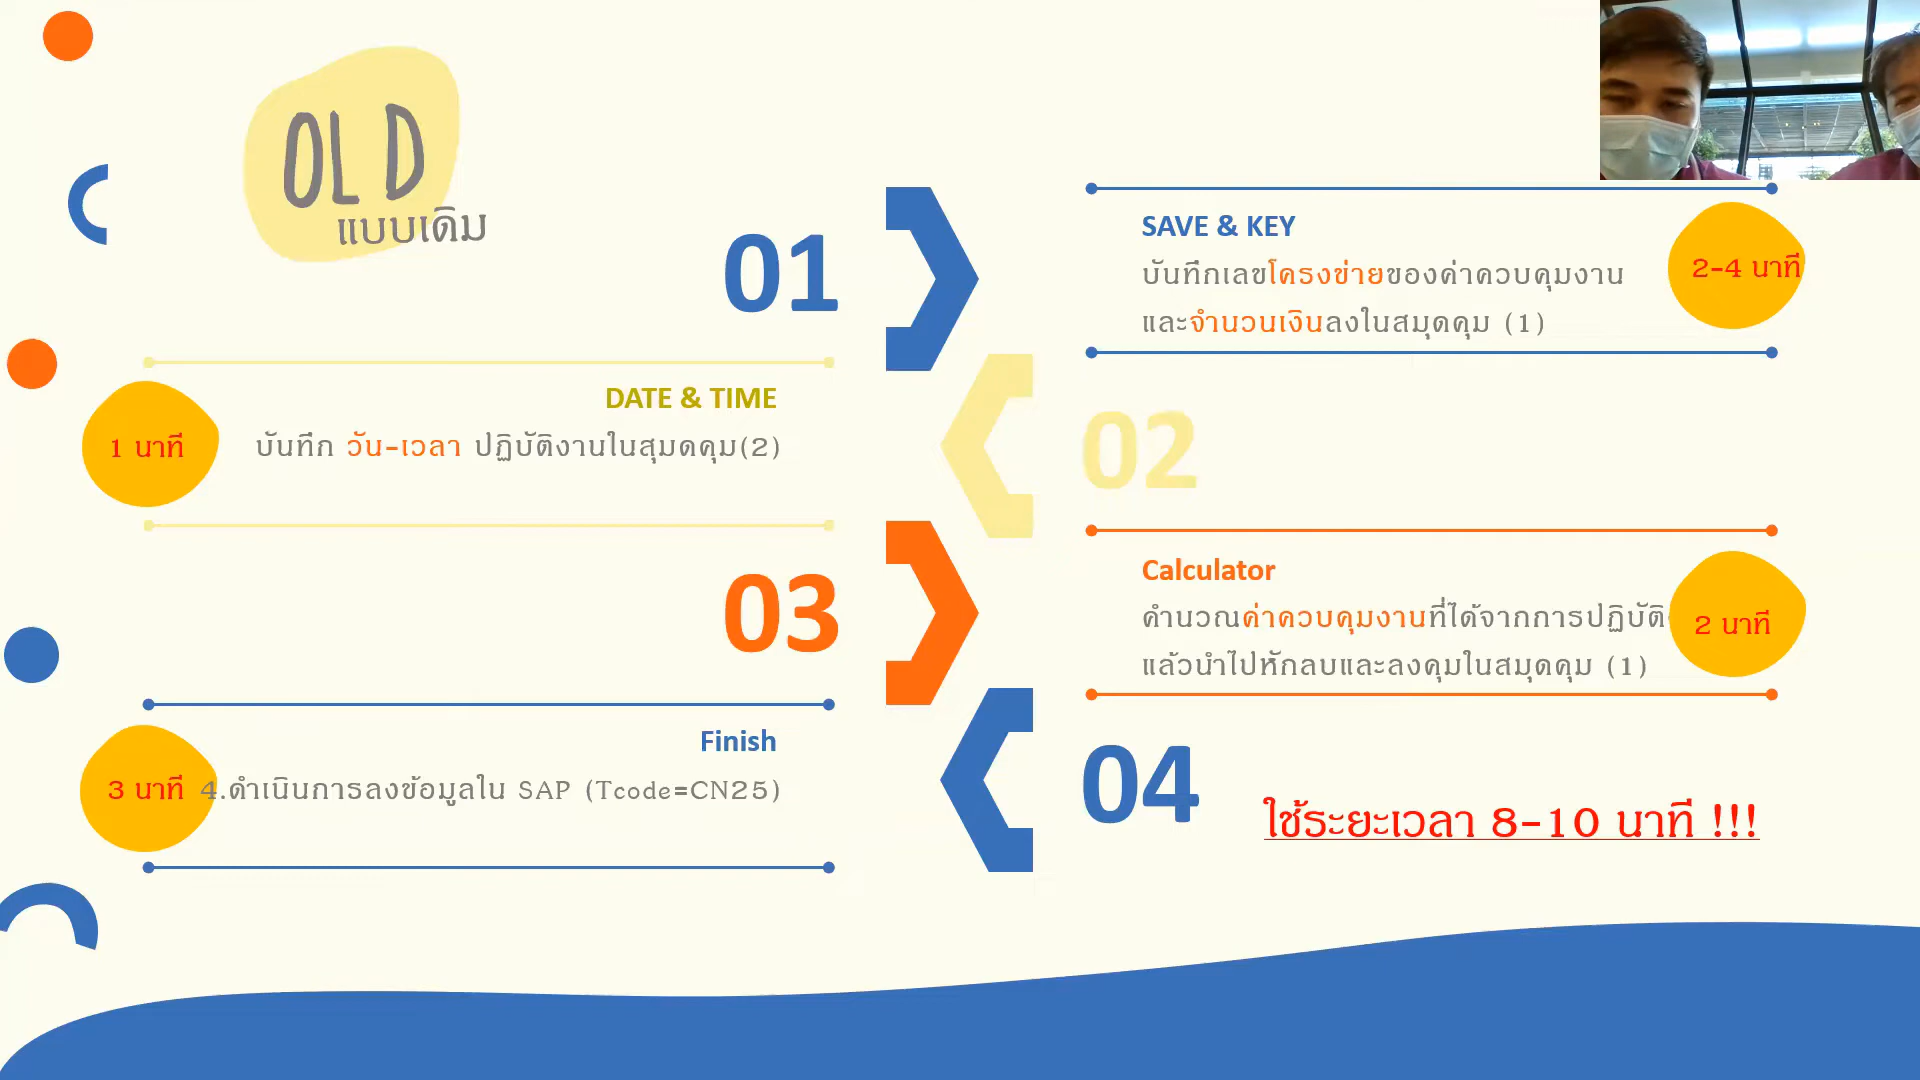 OLD
แบบเดิม
01
SAVE & KEY
บันทึกเลขโครงข่ายของค่าควบคุมงาน
และจำนวนเงินลงในสมุดคุม (1)
2-4 นาที
DATE & TIME
บันทึก วัน-เวลา ปฏิบัติงานในสุมดคุม(2)
1 นาที
02
03
Calculator
คำนวณค่าควบคุมงานที่ได้จากการปฏิบัติ
แล้วนำไปหักลบและลงคุมในสมุดคุม (1)
2 นาที
Finish
4.ดำเนินการลงข้อมูลใน SAP (Tcode=CN25)
3 นาที
04
ใช้ระยะเวลา 8-10 นาที !!!